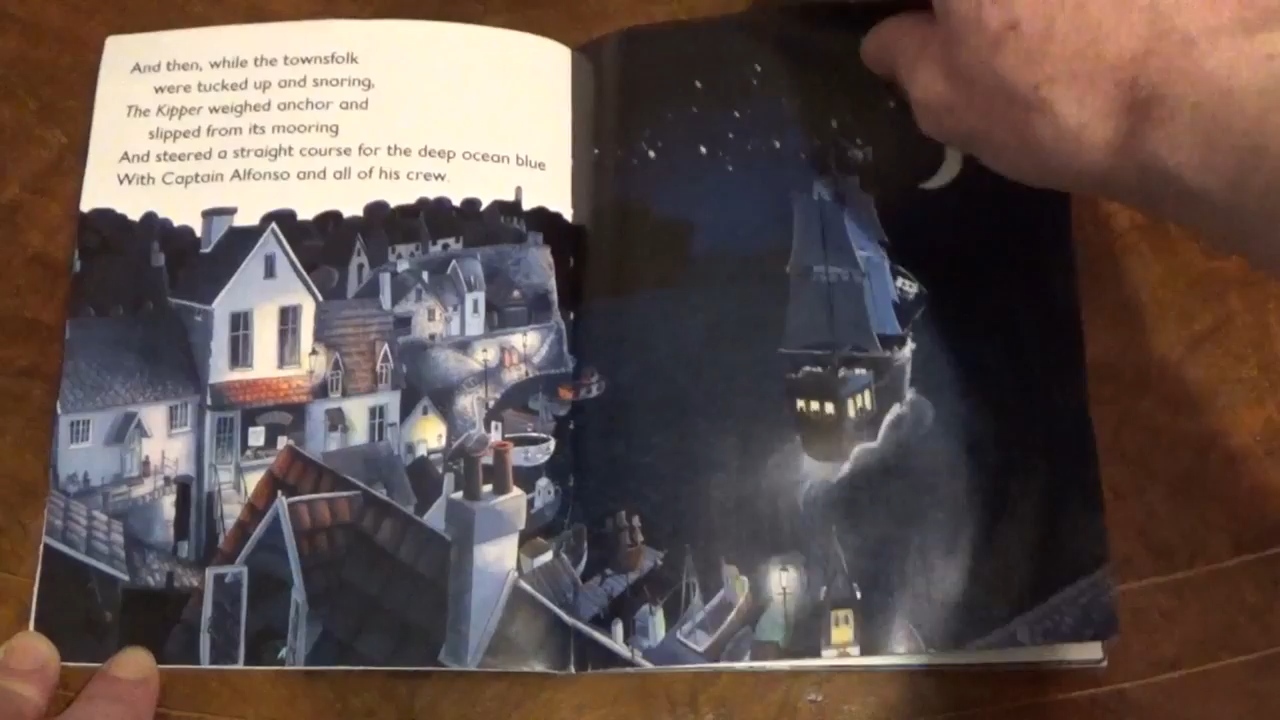 And then, while the townsfolk
were tucked up and snoring,
The Kipper weighed anchor and
slipped from its mooring
And steered a straight course for the deep ocean blue
With Captain Alfonso and all of his crew.